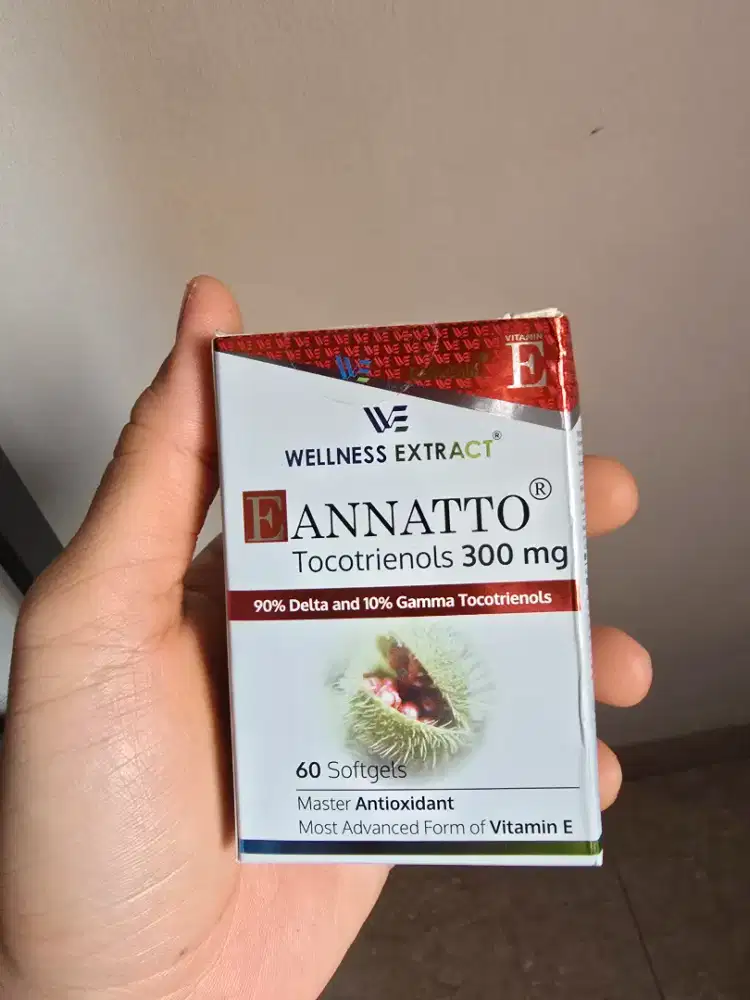 VITAMIN
E
WE
WELLNESS EXTRACT®
EANNATTO®
Tocotrienols 300 mg
90% Delta and 10% Gamma Tocotrienols
60 Softgels
Master Antioxidant
Most Advanced Form of Vitamin E